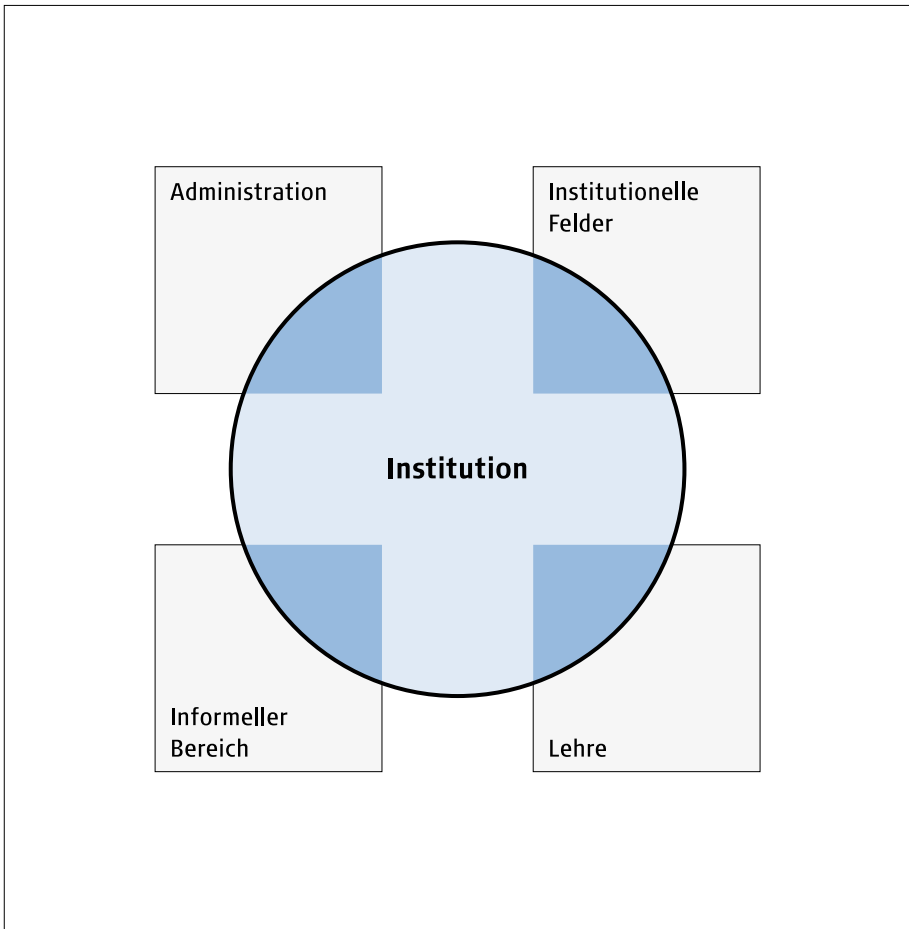 Administration
Institutionelle
Felder
Institution
Informeller
Bereich
Lehre